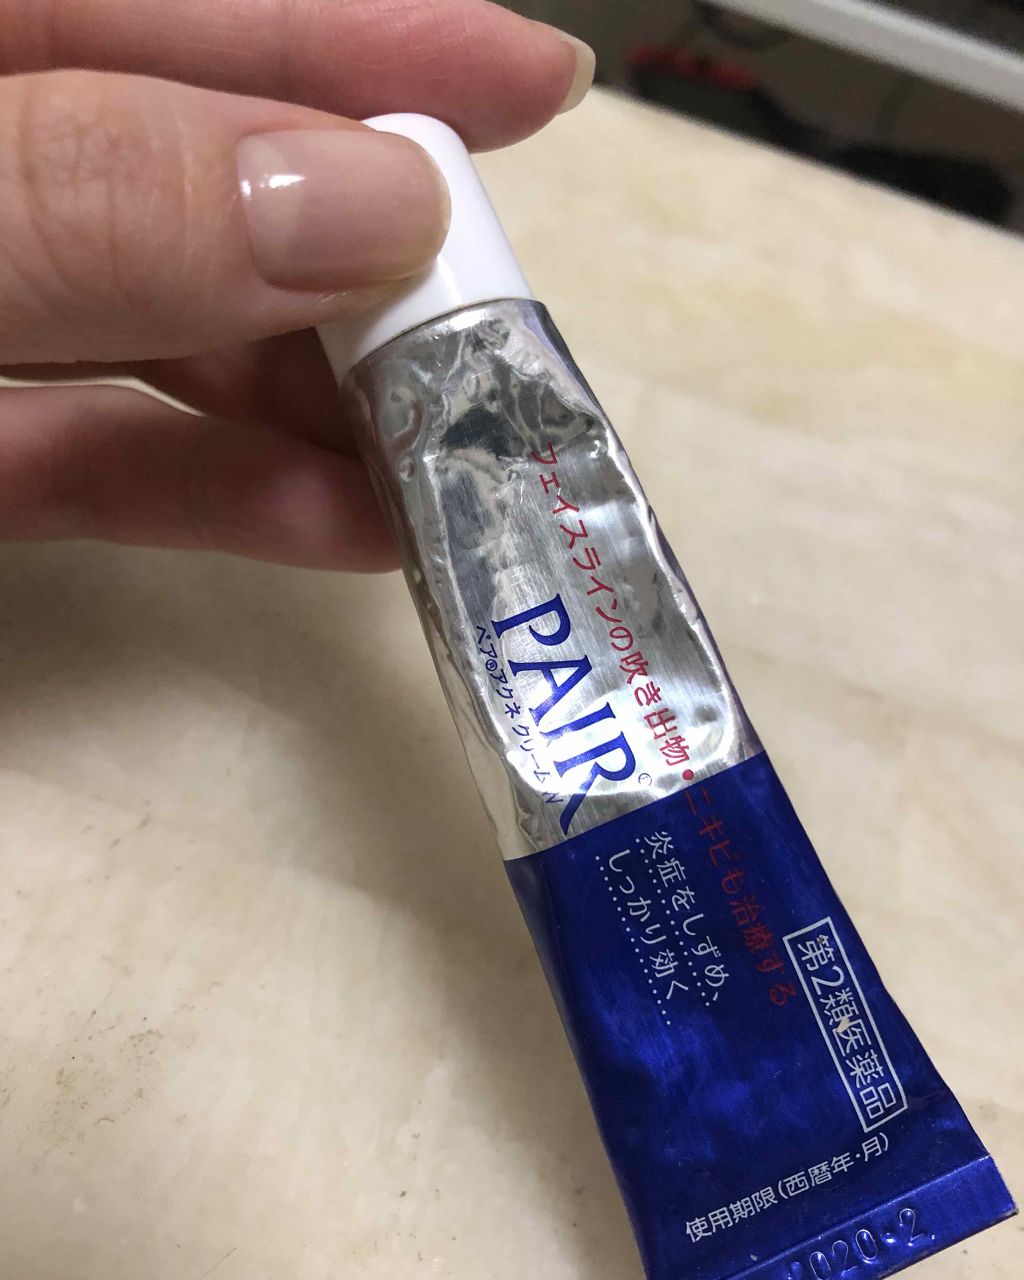 フェイスラインの吹き出物・ニキビも治療する
PAIR®
ペア®アクネクリームW
炎症をしずめ、
しっかり効く
第2類医薬品
使用期限(西暦年・月)
2020.2